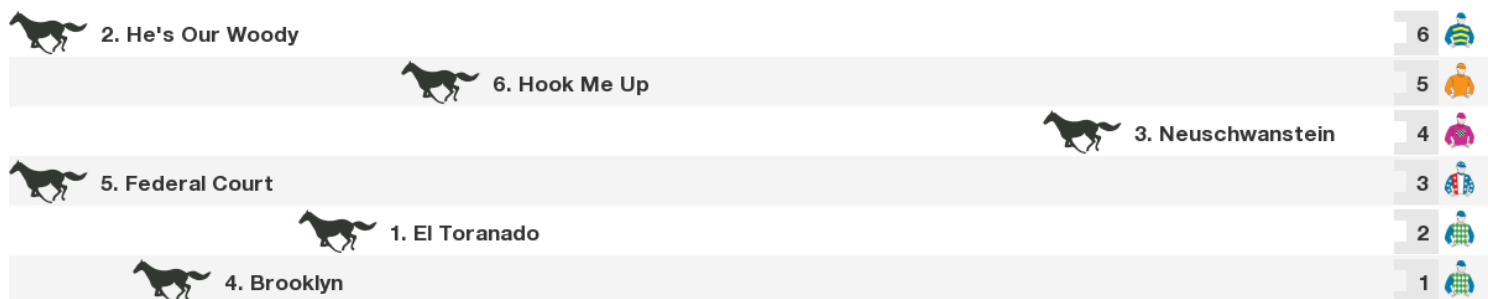 2. He's Our Woody 6
6. Hook Me Up 5
3. Neuschwanstein 4
5. Federal Court 3
1. El Toranado 2
4. Brooklyn 1